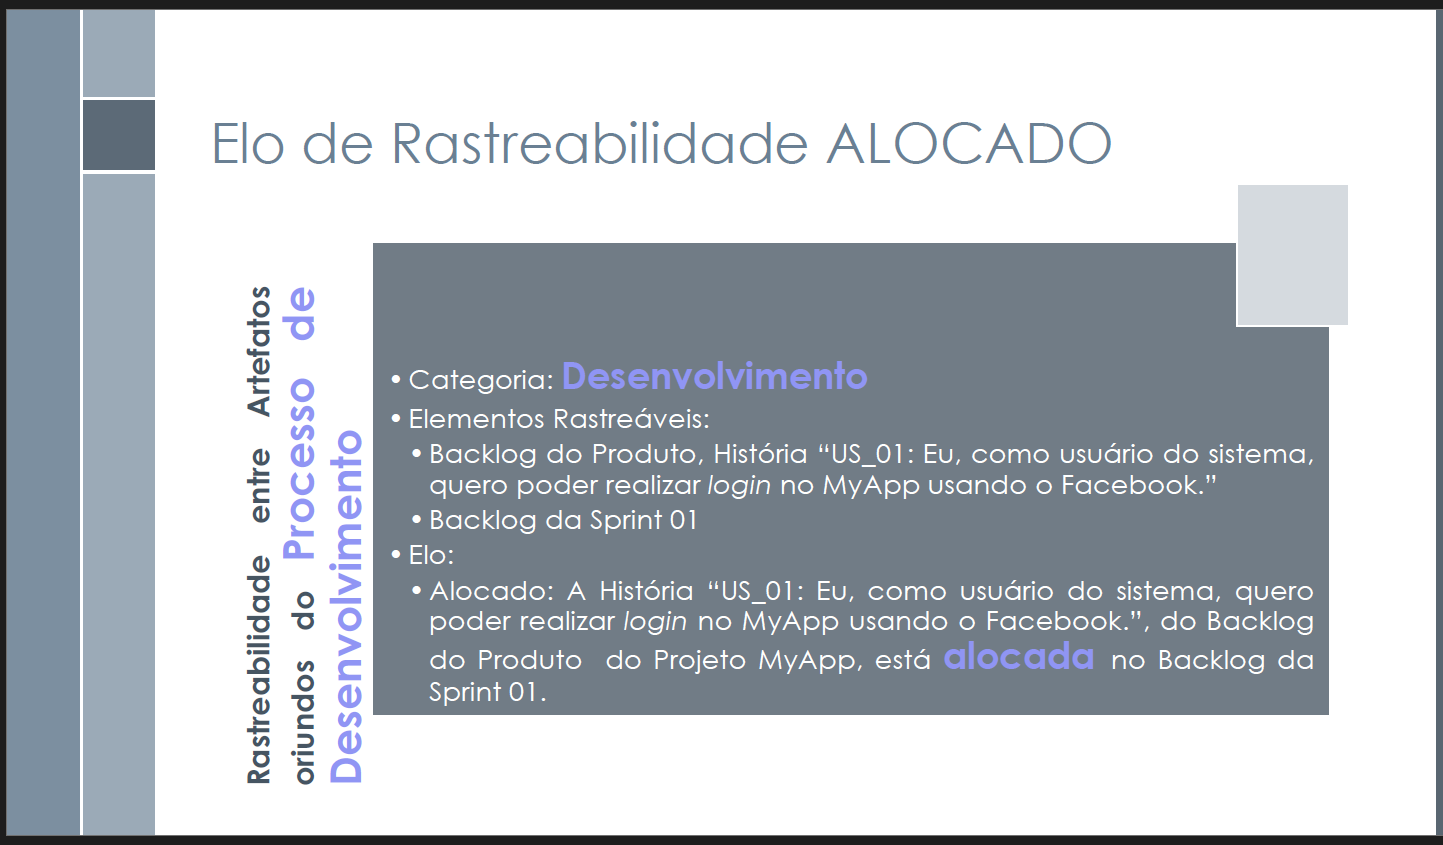 Elo de Rastreabilidade ALOCADO
Rastreabilidade entre Artefatos
oriundos do Processo de
Desenvolvimento
• Categoria: Desenvolvimento
• Elementos Rastreáveis:
• Backlog do Produto, História “US_01: Eu, como usuário do sistema,
quero poder realizar login no MyApp usando o Facebook.”
• Backlog da Sprint 01
• Elo:
• Alocado: A História “US_01: Eu, como usuário do sistema, quero
poder realizar login no MyApp usando o Facebook.”, do Backlog
do Produto do Projeto MyApp, está alocada no Backlog da
Sprint 01.